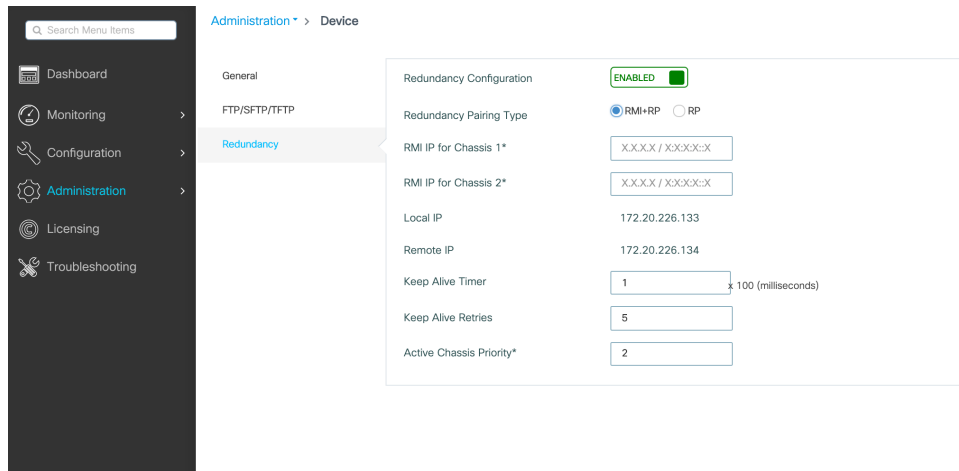 Search Menu Items
Administration > Device
Dashboard
Monitoring >
Configuration >
Administration >
Licensing
Troubleshooting
General
FTP/SFTP/TFTP
Redundancy
Redundancy Configuration ENABLED
Redundancy Pairing Type RMI+RP RP
RMI IP for Chassis 1* X.X.X.X / X:X:X:X::X
RMI IP for Chassis 2* X.X.X.X / X:X:X:X::X
Local IP 172.20.226.133
Remote IP 172.20.226.134
Keep Alive Timer 1 x 100 (milliseconds)
Keep Alive Retries 5
Active Chassis Priority* 2